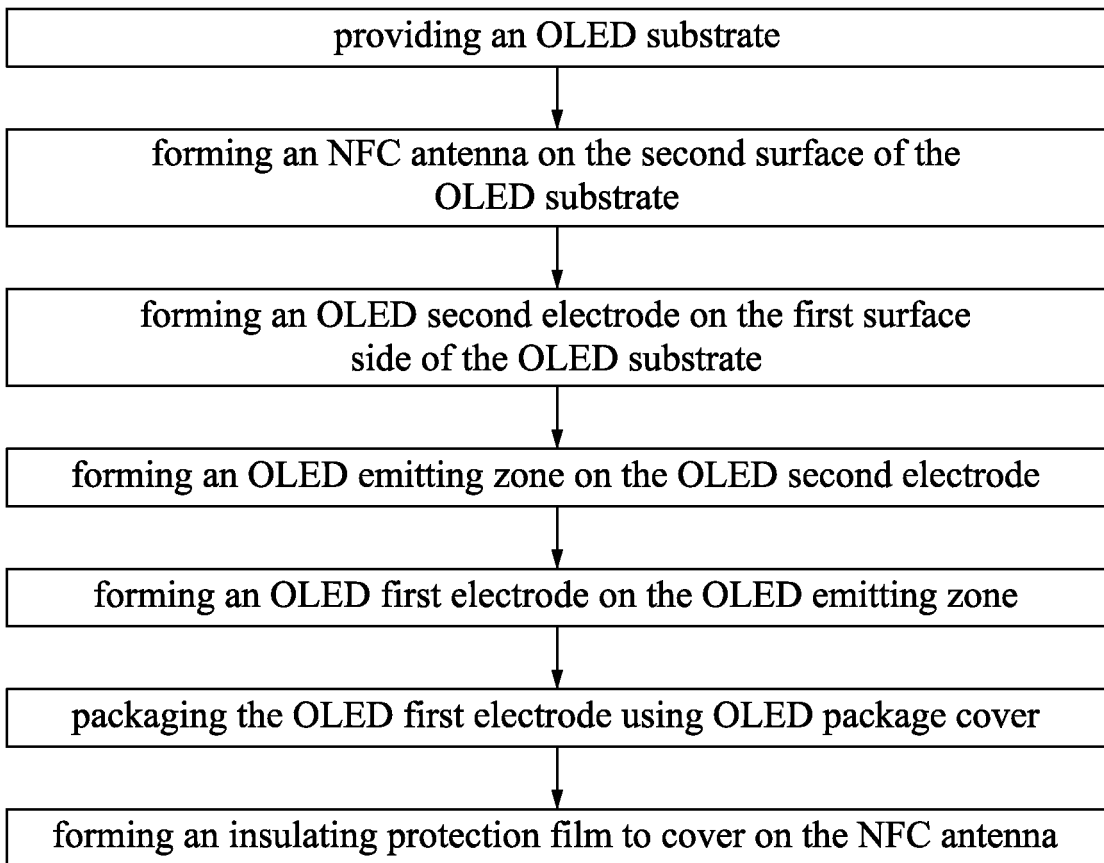 providing an OLED substrate
forming an NFC antenna on the second surface of the
OLED substrate
forming an OLED second electrode on the first surface
side of the OLED substrate
forming an OLED emitting zone on the OLED second electrode
forming an OLED first electrode on the OLED emitting zone
packaging the OLED first electrode using OLED package cover
forming an insulating protection film to cover on the NFC antenna